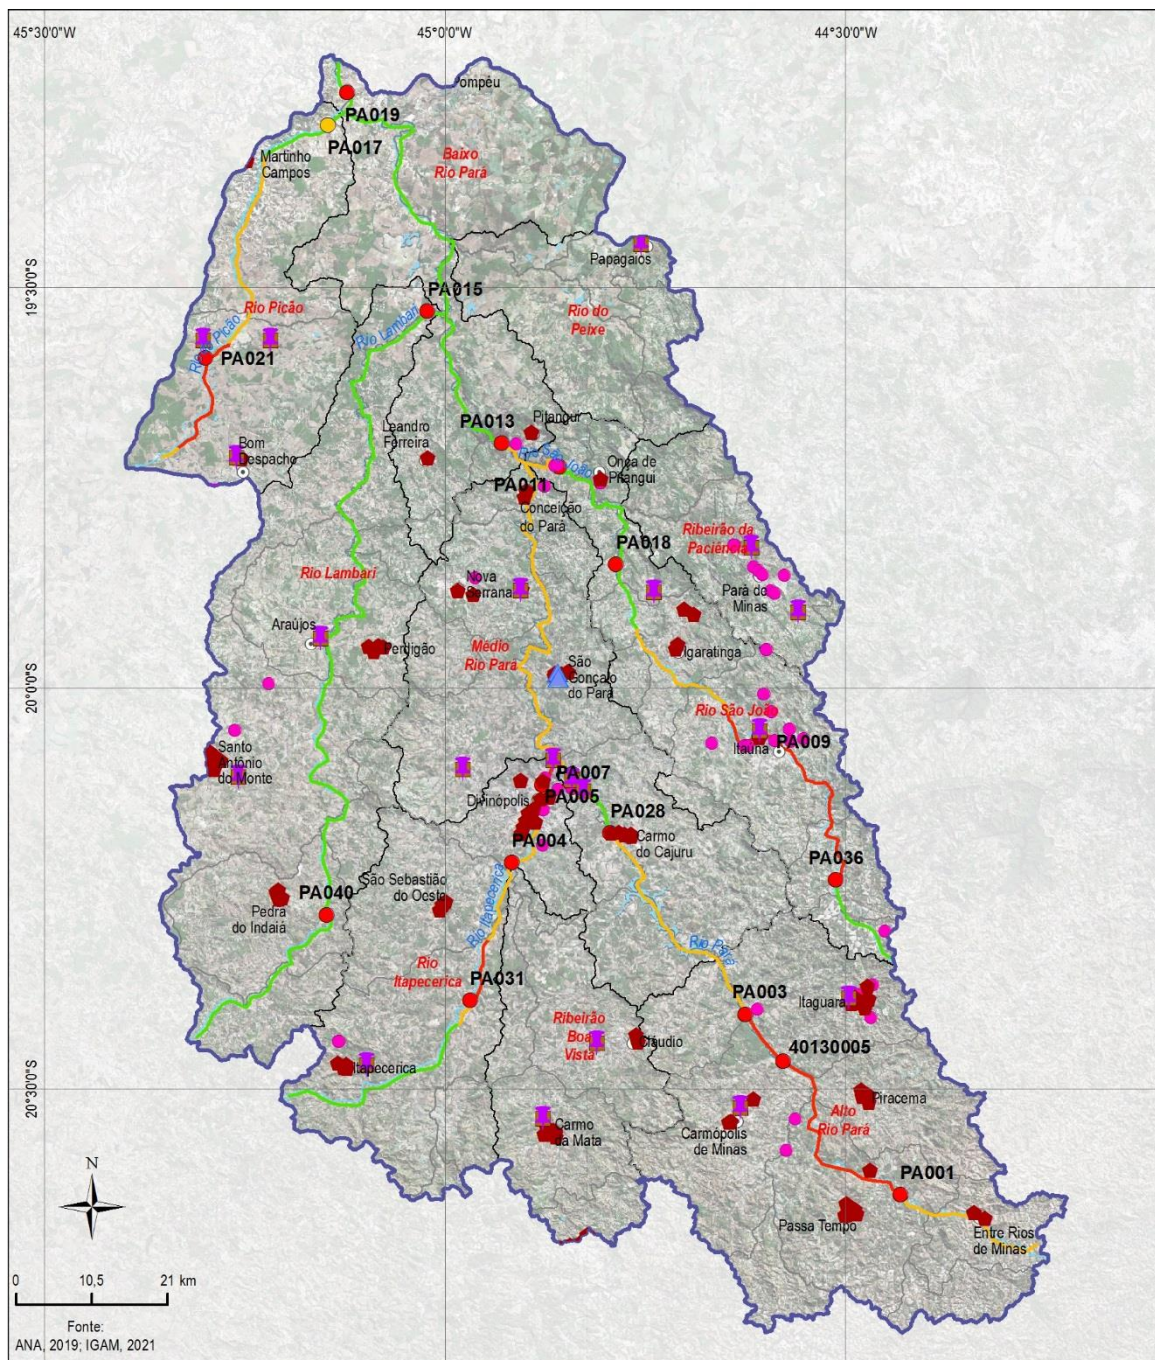 45°30'0"W
45°0'0"W
44°30'0"W
Pompéu
PA019
PA017
Martinho
Campos
Baixo
Rio Pará
Papagaios
19°30'0"S
PA015
Rio Picão
Rio do
Peixe
Rio Lambari
PA021
PA013
Pitangui
Leandro
Ferreira
Rio São João
Bom
Despacho
Onça de
Pitangui
PA011
Conceição
do Pará
Ribeirão da
Paciência
PA018
Rio Lambari
Nova
Serrana
Pará de
Minas
Araújos
Perdigão
Médio
Rio Pará
Igaratinga
São
Gonçalo
do Pará
20°0'0"S
Rio São João
Itaúna
PA009
Santo
Antônio
do Monte
PA007
Divinópolis
PA005
PA028
Carmo
do Cajuru
PA004
PA036
São Sebastião
do Oeste
Rio Itapecerica
PA040
Pedra
do Indaiá
Rio Pará
Rio
Itapecerica
PA031
PA003
Itaguara
Ribeirão
Boa
Vista
Cláudio
40130005
Itapecerica
20°30'0"S
Piracema
Alto
Rio Pará
Carmo
da Mata
Carmópolis
de Minas
PA001
N
Passa Tempo
Entre Rios
de Minas
0 10,5 21 km
Fonte:
ANA, 2019; IGAM, 2021